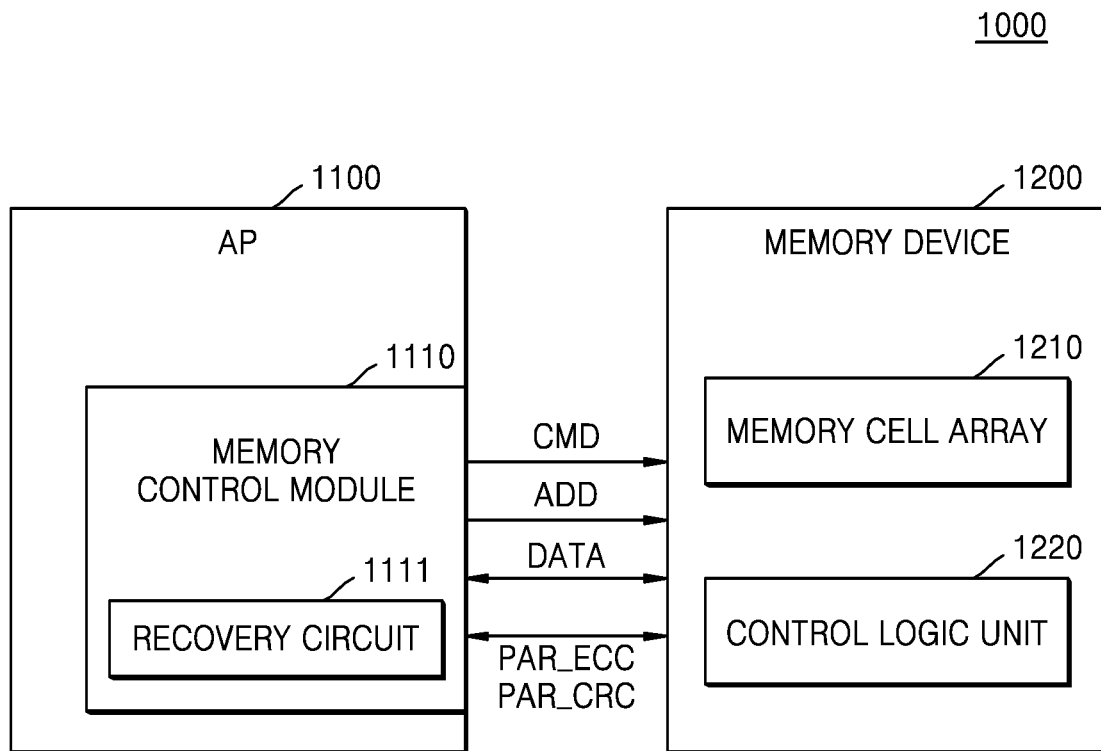 1000
1100
1200
AP
MEMORY DEVICE
1110
1210
MEMORY
CONTROL MODULE
CMD
MEMORY CELL ARRAY
ADD
DATA
1111
1220
RECOVERY CIRCUIT
CONTROL LOGIC UNIT
PAR_ECC
PAR_CRC